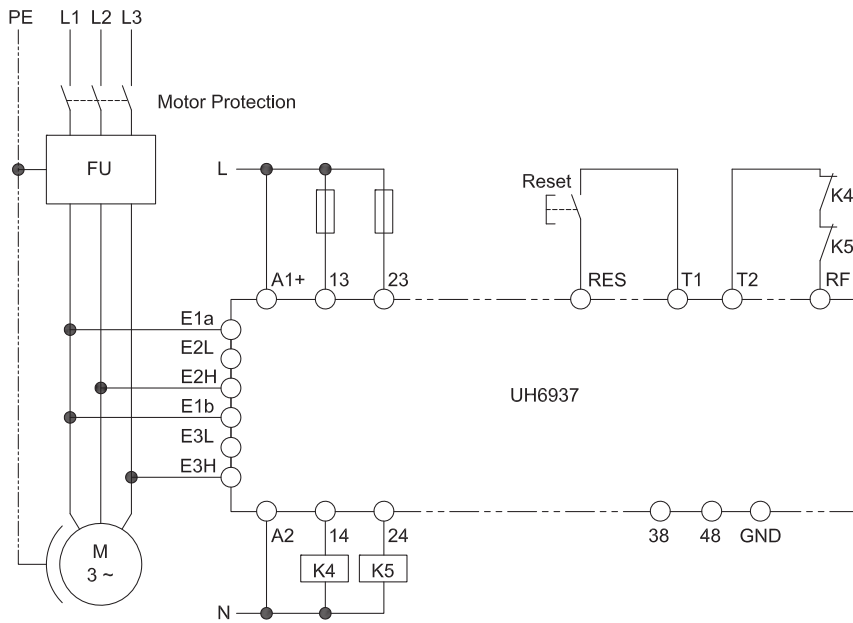 PE L1 L2 L3
Motor Protection
FU
L
Reset
K4
K5
A1+ 13 23 RES T1 T2 RF
E1a
E2L
E2H
UH6937
E1b
E3L
E3H
A2 14 24 38 48 GND
M
3 ~
K4 K5
N